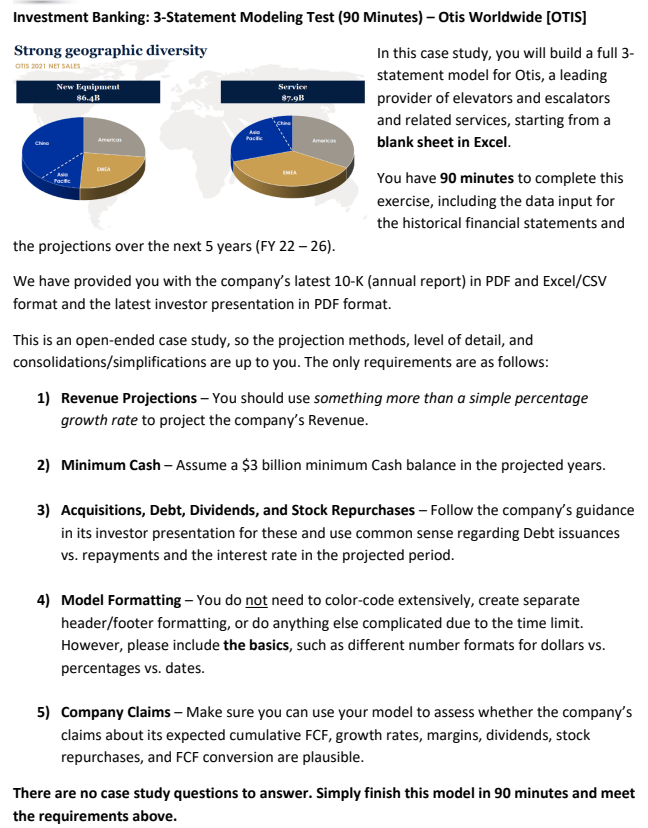 Investment Banking: 3-Statement Modeling Test (90 Minutes) – Otis Worldwide [OTIS]
Strong geographic diversity
OTIS 2021 NET SALES
New Equipment
$6.4B
Service
$7.9B
China
Americas
Asia
Pacific
EMEA
China
Asia
Pacific
Americas
EMEA
In this case study, you will build a full 3-
statement model for Otis, a leading
provider of elevators and escalators
and related services, starting from a
blank sheet in Excel.
You have 90 minutes to complete this
exercise, including the data input for
the historical financial statements and
the projections over the next 5 years (FY 22 – 26).
We have provided you with the company's latest 10-K (annual report) in PDF and Excel/CSV
format and the latest investor presentation in PDF format.
This is an open-ended case study, so the projection methods, level of detail, and
consolidations/simplifications are up to you. The only requirements are as follows:
1) Revenue Projections – You should use something more than a simple percentage
growth rate to project the company's Revenue.
2) Minimum Cash – Assume a $3 billion minimum Cash balance in the projected years.
3) Acquisitions, Debt, Dividends, and Stock Repurchases – Follow the company's guidance
in its investor presentation for these and use common sense regarding Debt issuances
vs. repayments and the interest rate in the projected period.
4) Model Formatting – You do not need to color-code extensively, create separate
header/footer formatting, or do anything else complicated due to the time limit.
However, please include the basics, such as different number formats for dollars vs.
percentages vs. dates.
5) Company Claims – Make sure you can use your model to assess whether the company's
claims about its expected cumulative FCF, growth rates, margins, dividends, stock
repurchases, and FCF conversion are plausible.
There are no case study questions to answer. Simply finish this model in 90 minutes and meet
the requirements above.